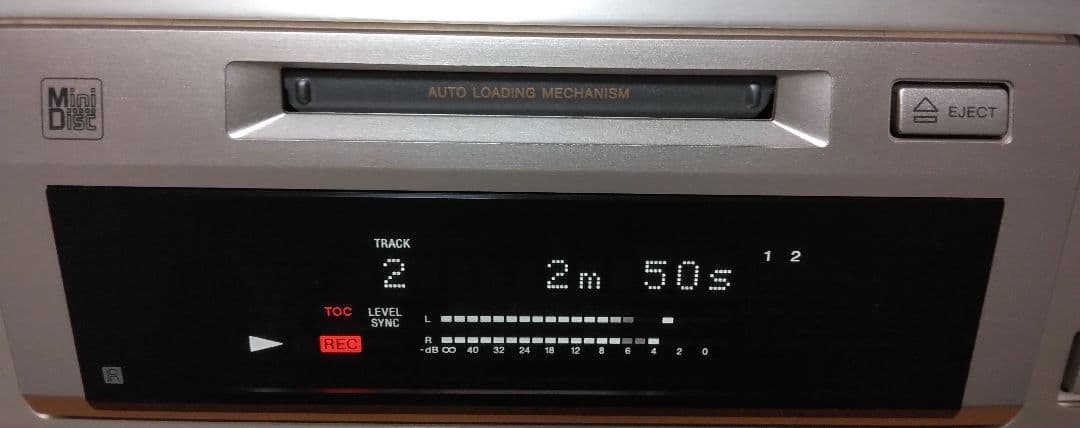 Mini
Disc
AUTO LOADING MECHANISM
EJECT
TRACK
2 2m 50s 1 2
TOC LEVEL
SYNC
L
REC
R
-dB ∞ 40 32 24 18 12 8 6 4 2 0
IR